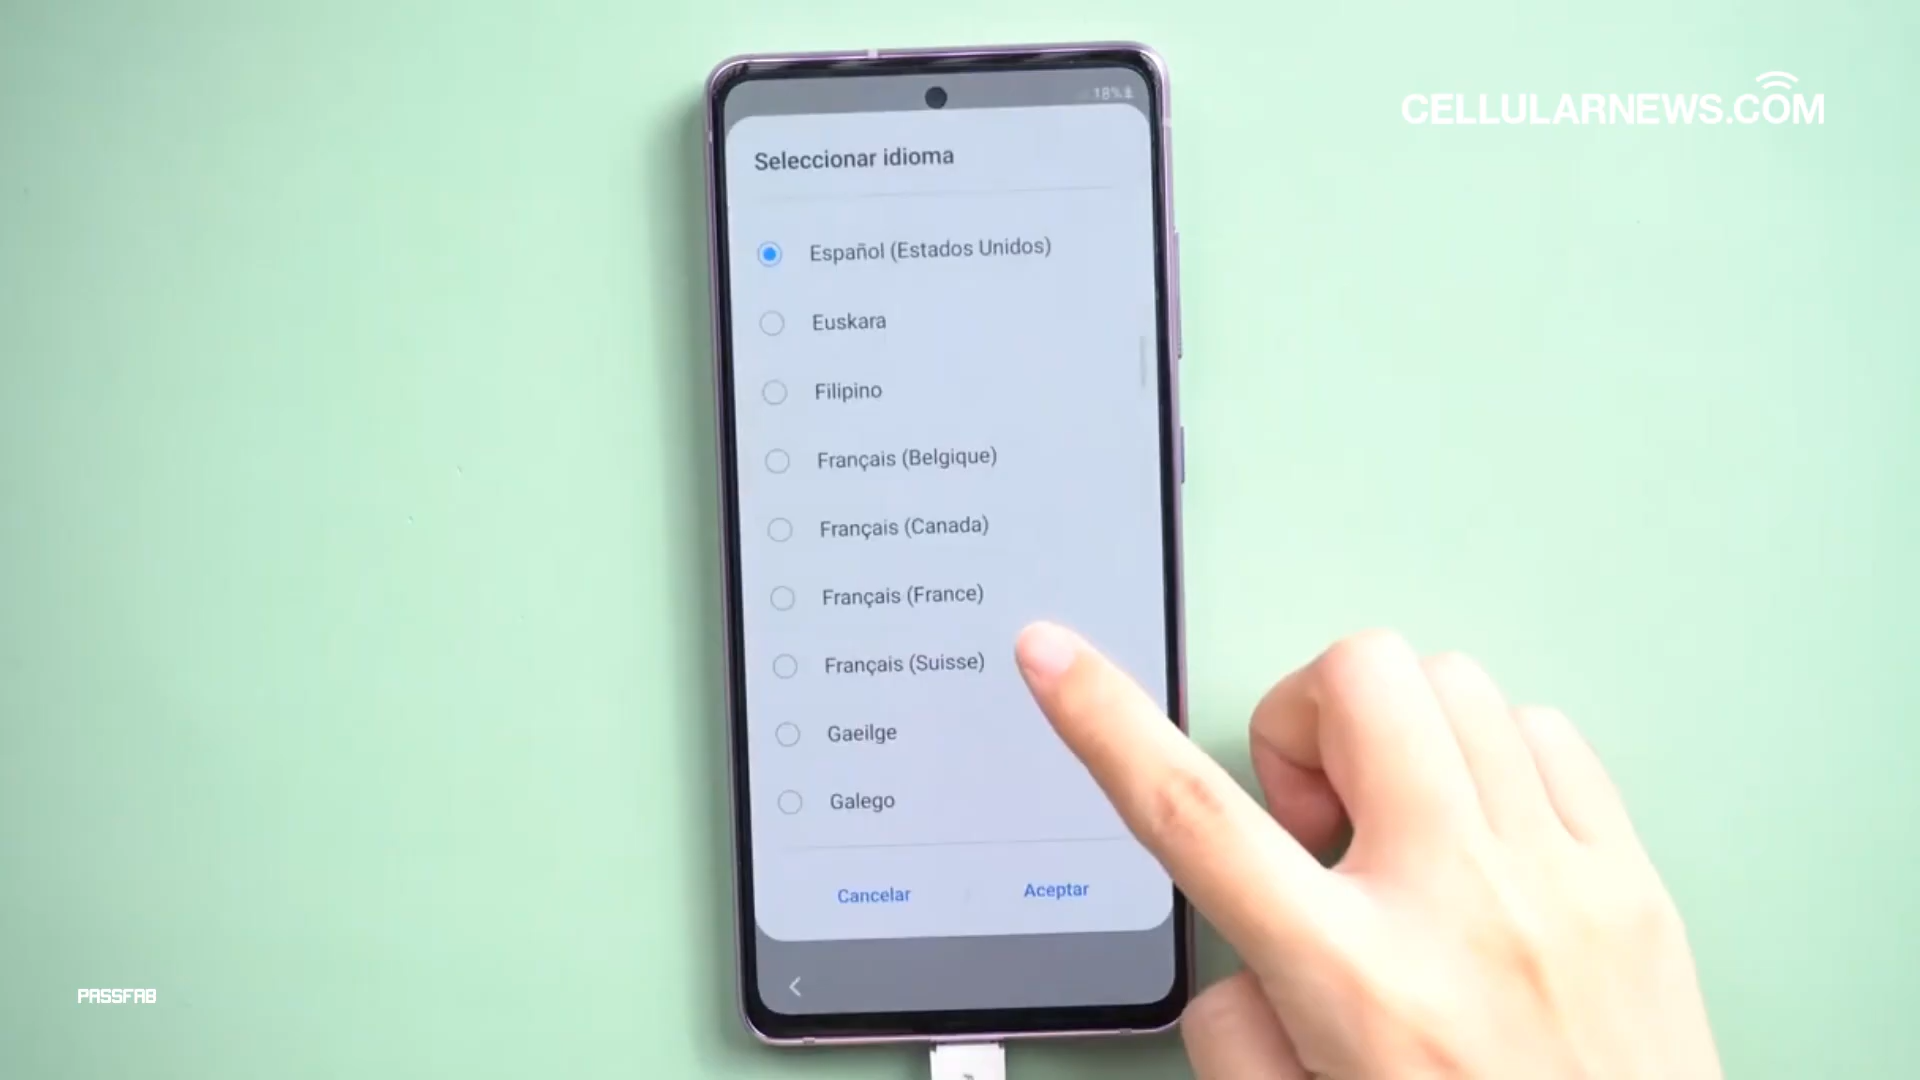 CELLULARNEWS.COM
18%
Seleccionar idioma
Español (Estados Unidos)
Euskara
Filipino
Français (Belgique)
Français (Canada)
Français (France)
Français (Suisse)
Gaeilge
Galego
Cancelar
Aceptar
PASSFAB